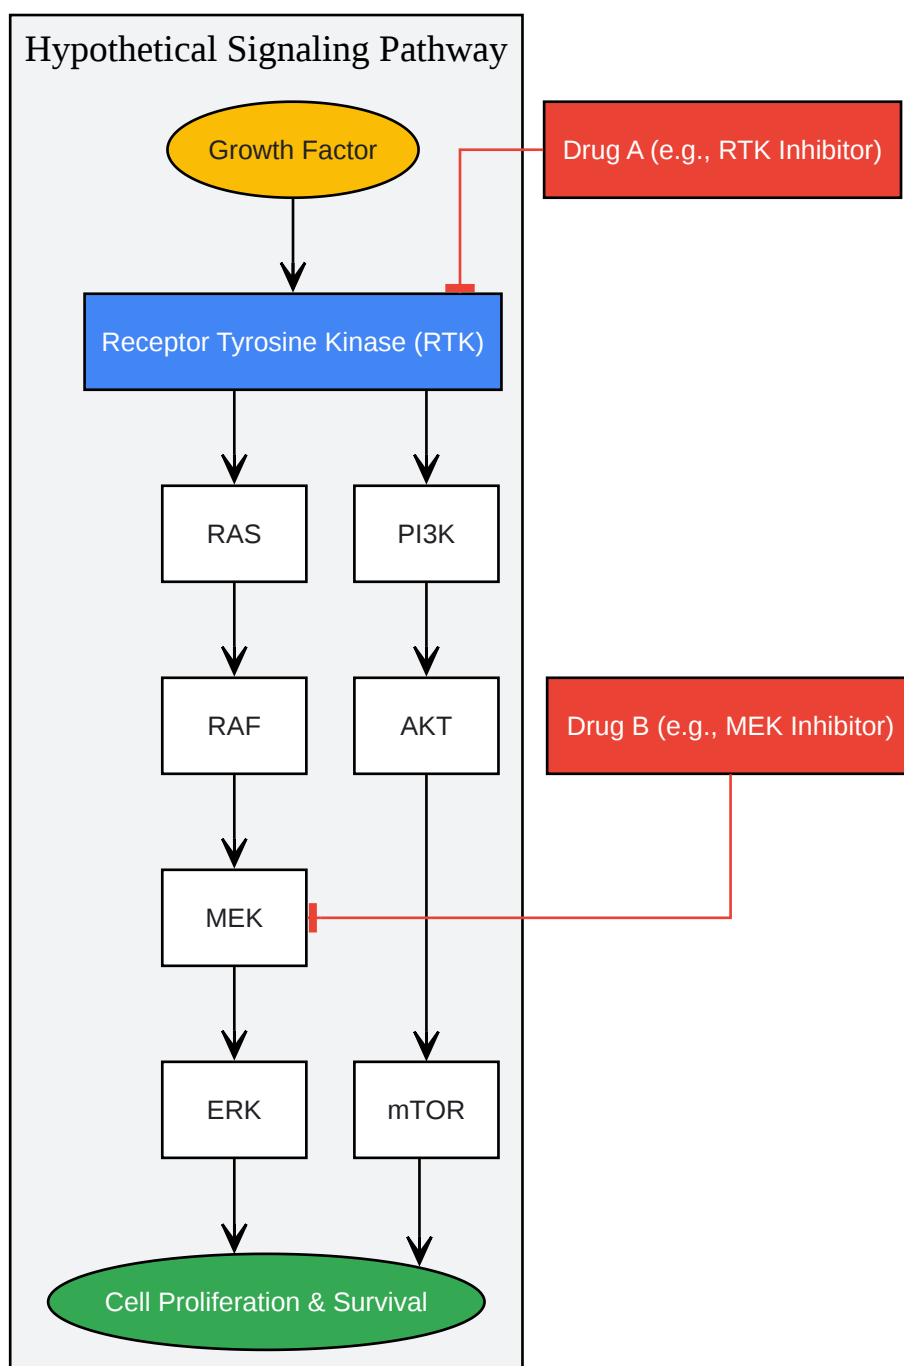 Hypothetical Signaling Pathway
Growth Factor
Drug A (e.g., RTK Inhibitor)
Receptor Tyrosine Kinase (RTK)
RAS
PI3K
RAF
AKT
Drug B (e.g., MEK Inhibitor)
MEK
ERK
mTOR
Cell Proliferation & Survival